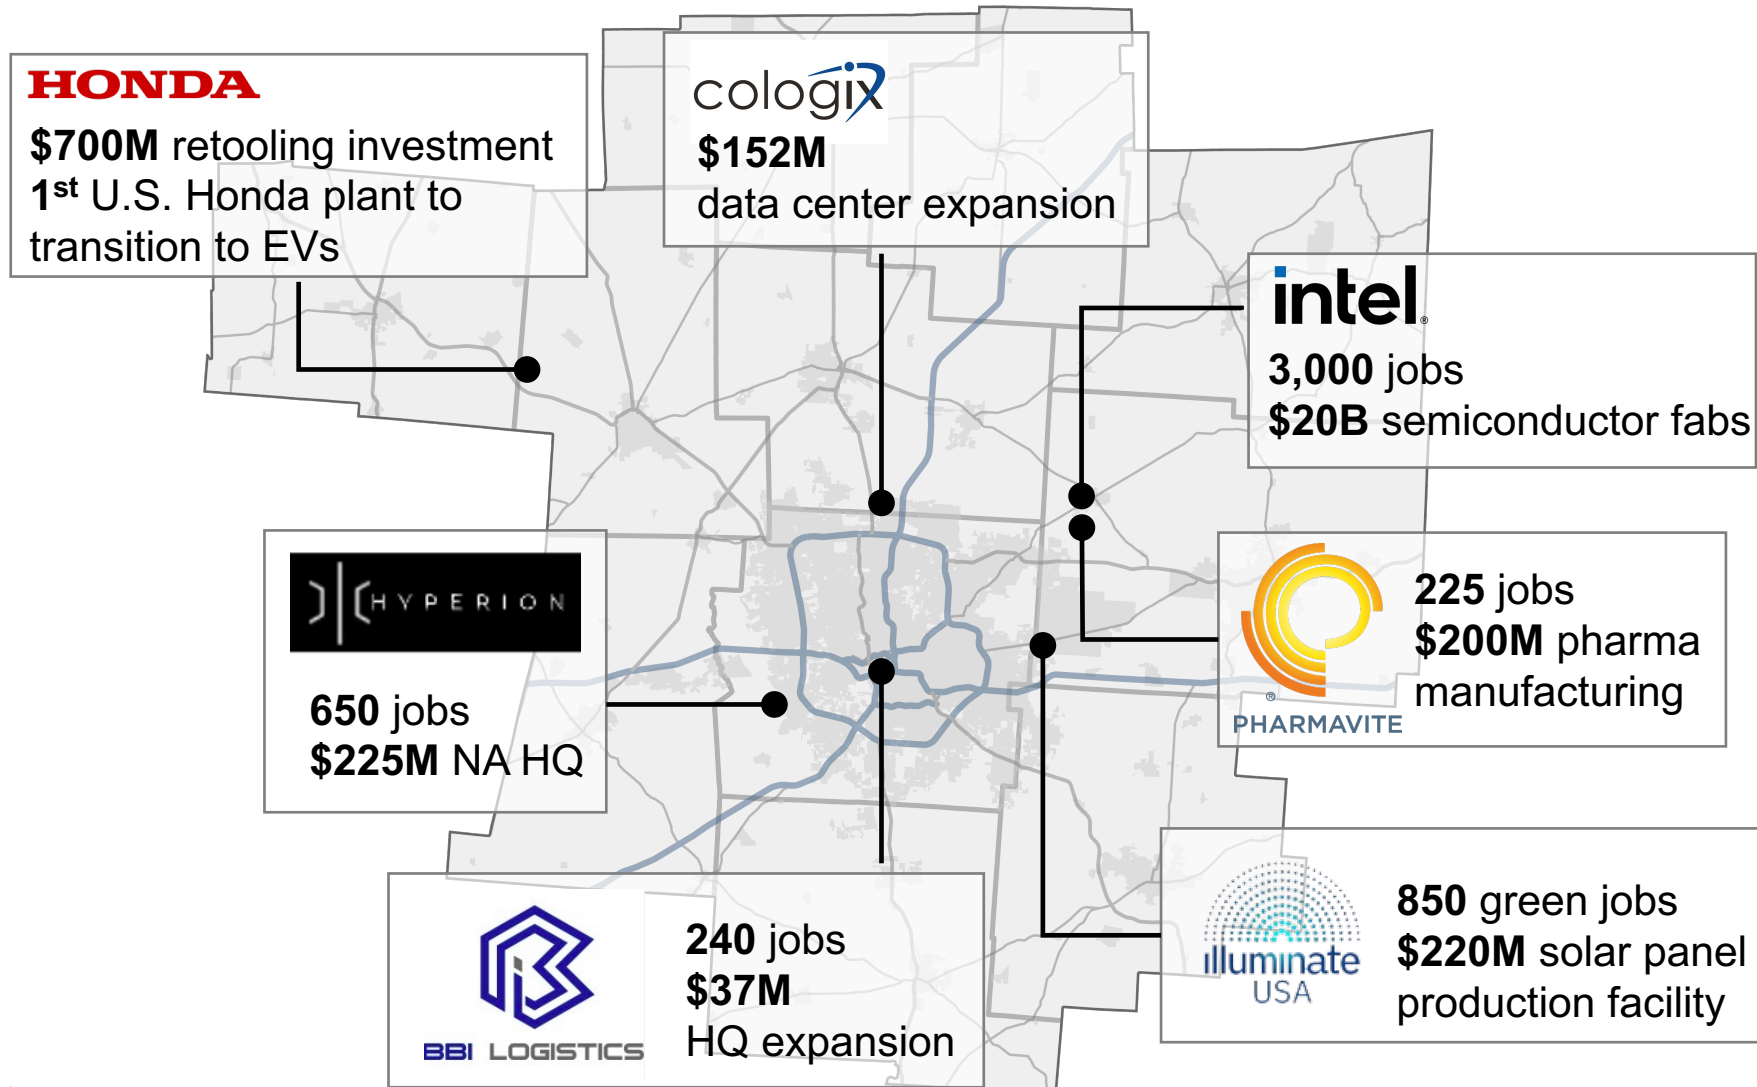 HONDA
$700M retooling investment
1st U.S. Honda plant to
transition to EVs
cologix
$152M
data center expansion
intel®
3,000 jobs
$20B semiconductor fabs
HYPERION
650 jobs
$225M NA HQ
®
PHARMAVITE
225 jobs
$200M pharma
manufacturing
BBI LOGISTICS
240 jobs
$37M
HQ expansion
illuminate
USA
850 green jobs
$220M solar panel
production facility